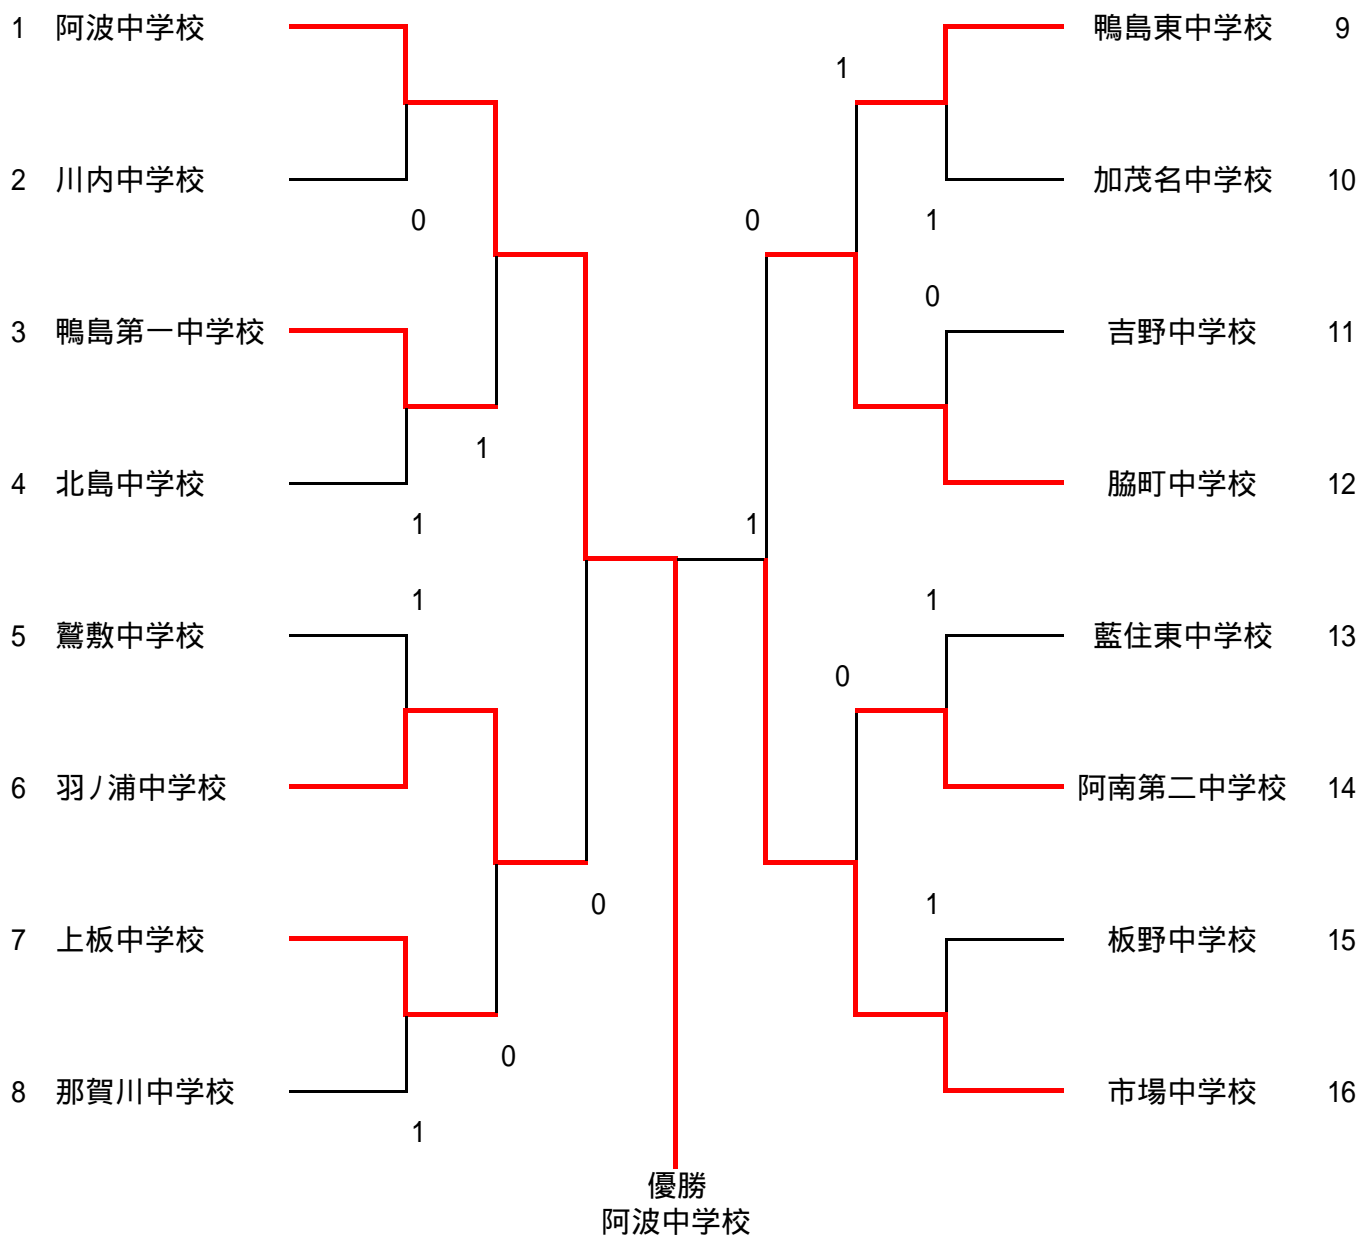 1 阿波中学校
2 川内中学校
0
3 鴨島第一中学校
1
4 北島中学校
1
1
5 鷲敷中学校
6 羽ノ浦中学校
0
7 上板中学校
0
8 那賀川中学校
1
鴨島東中学校 9
1
加茂名中学校 10
0 1
0
吉野中学校 11
脇町中学校 12
1
1
藍住東中学校 13
0
阿南第二中学校 14
1
板野中学校 15
市場中学校 16
優勝
阿波中学校